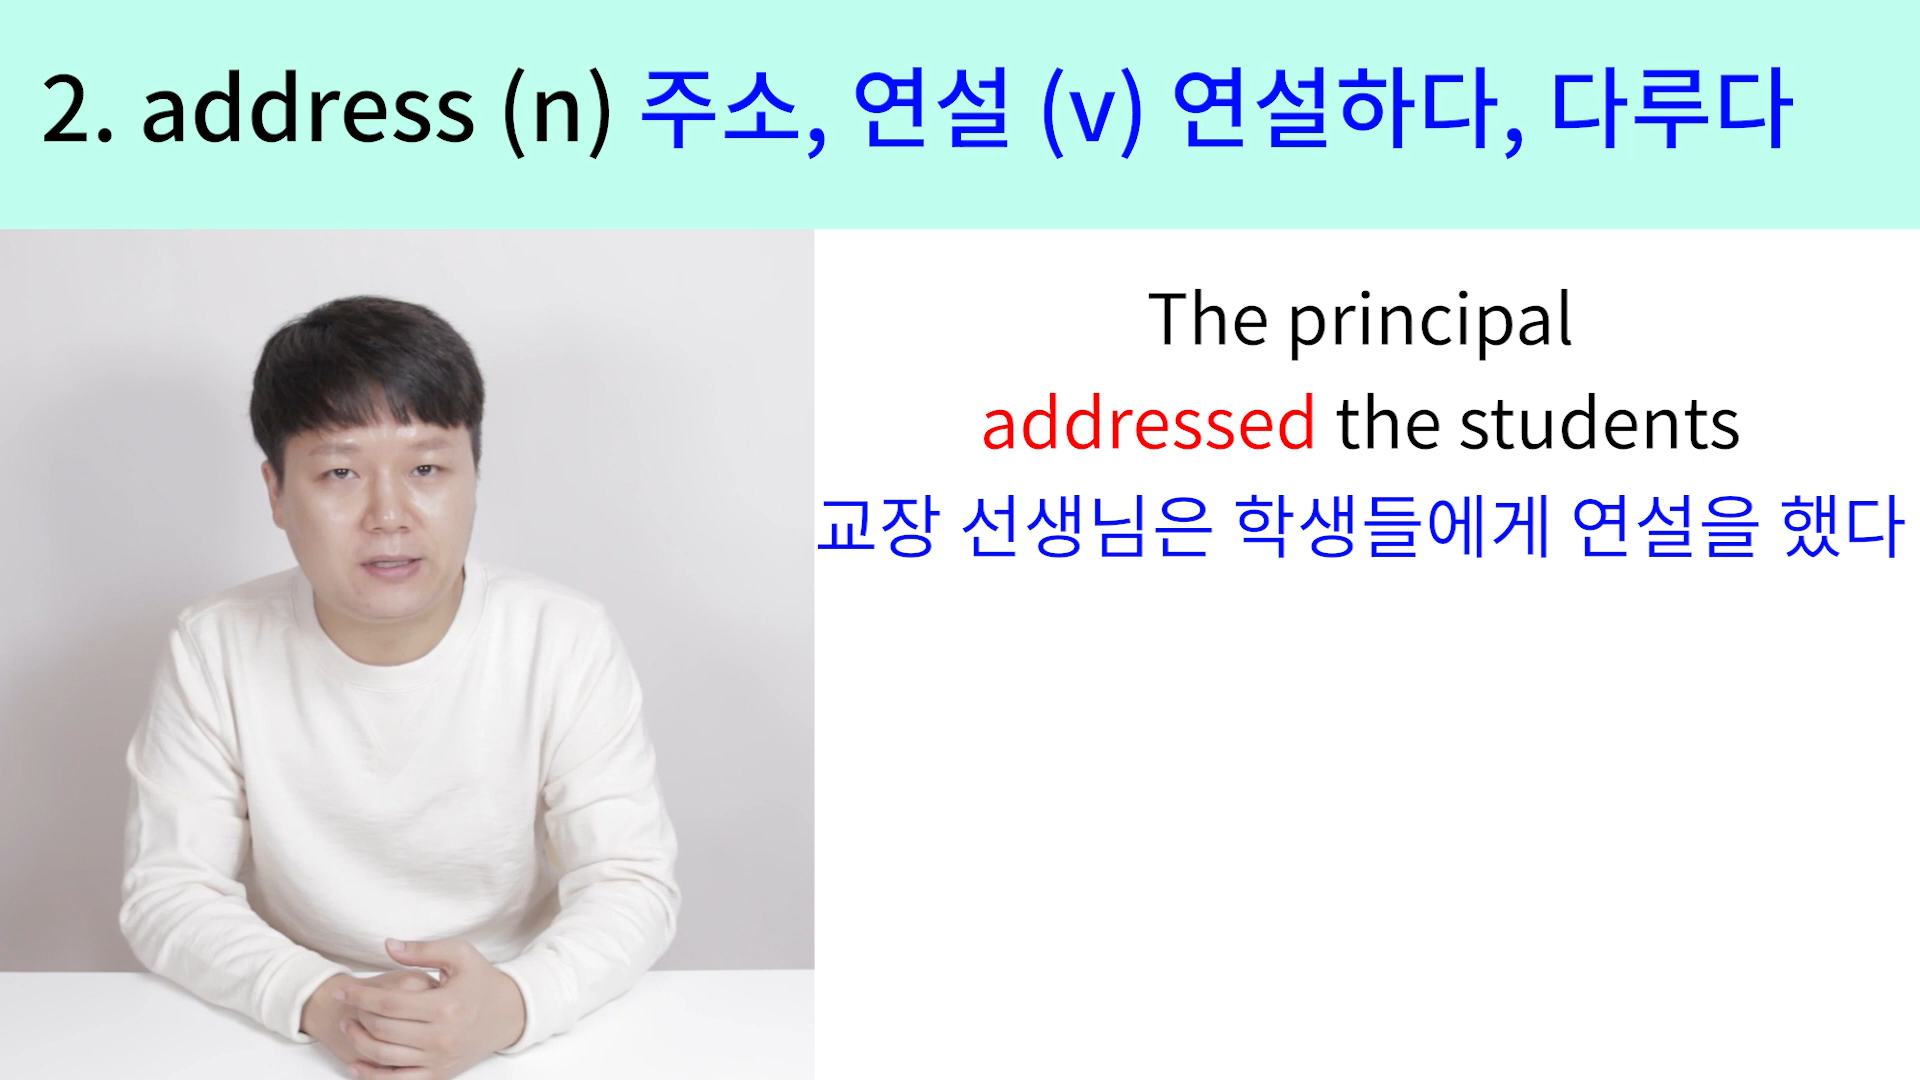 2. address (n) 주소, 연설 (v) 연설하다, 다루다
The principal
addressed the students
교장 선생님은 학생들에게 연설을 했다